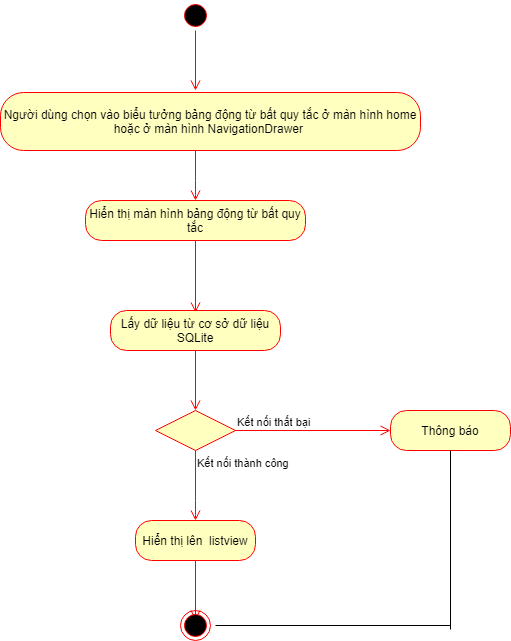 Người dùng chọn vào biểu tưởng bảng động từ bất quy tắc ở màn hình home
hoặc ở màn hình NavigationDrawer
Hiển thị màn hình bảng động từ bất quy
tắc
Lấy dữ liệu từ cơ sở dữ liệu
SQLite
Kết nối thất bại
Thông báo
Kết nối thành công
Hiển thị lên listview